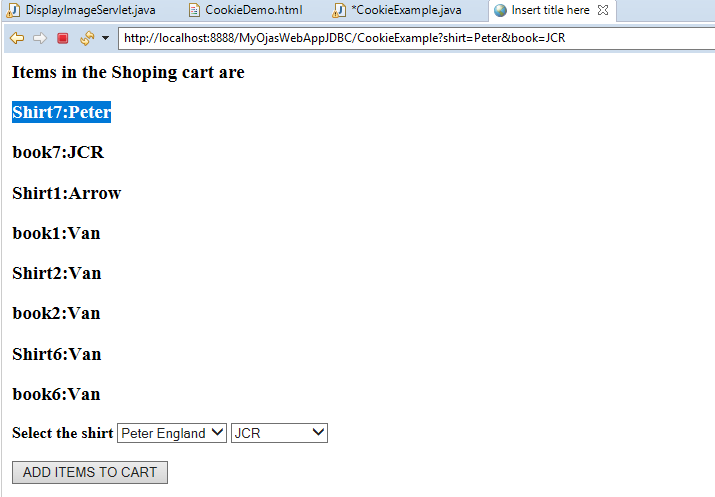 DisplayImageServlet.java CookieDemo.html *CookieExample.java Insert title here
http://localhost:8888/MyOjasWebAppJDBC/CookieExample?shirt=Peter&book=JCR
Items in the Shoping cart are
Shirt7:Peter
book7:JCR
Shirt1:Arrow
book1:Van
Shirt2:Van
book2:Van
Shirt6:Van
book6:Van
Select the shirt Peter England JCR
ADD ITEMS TO CART